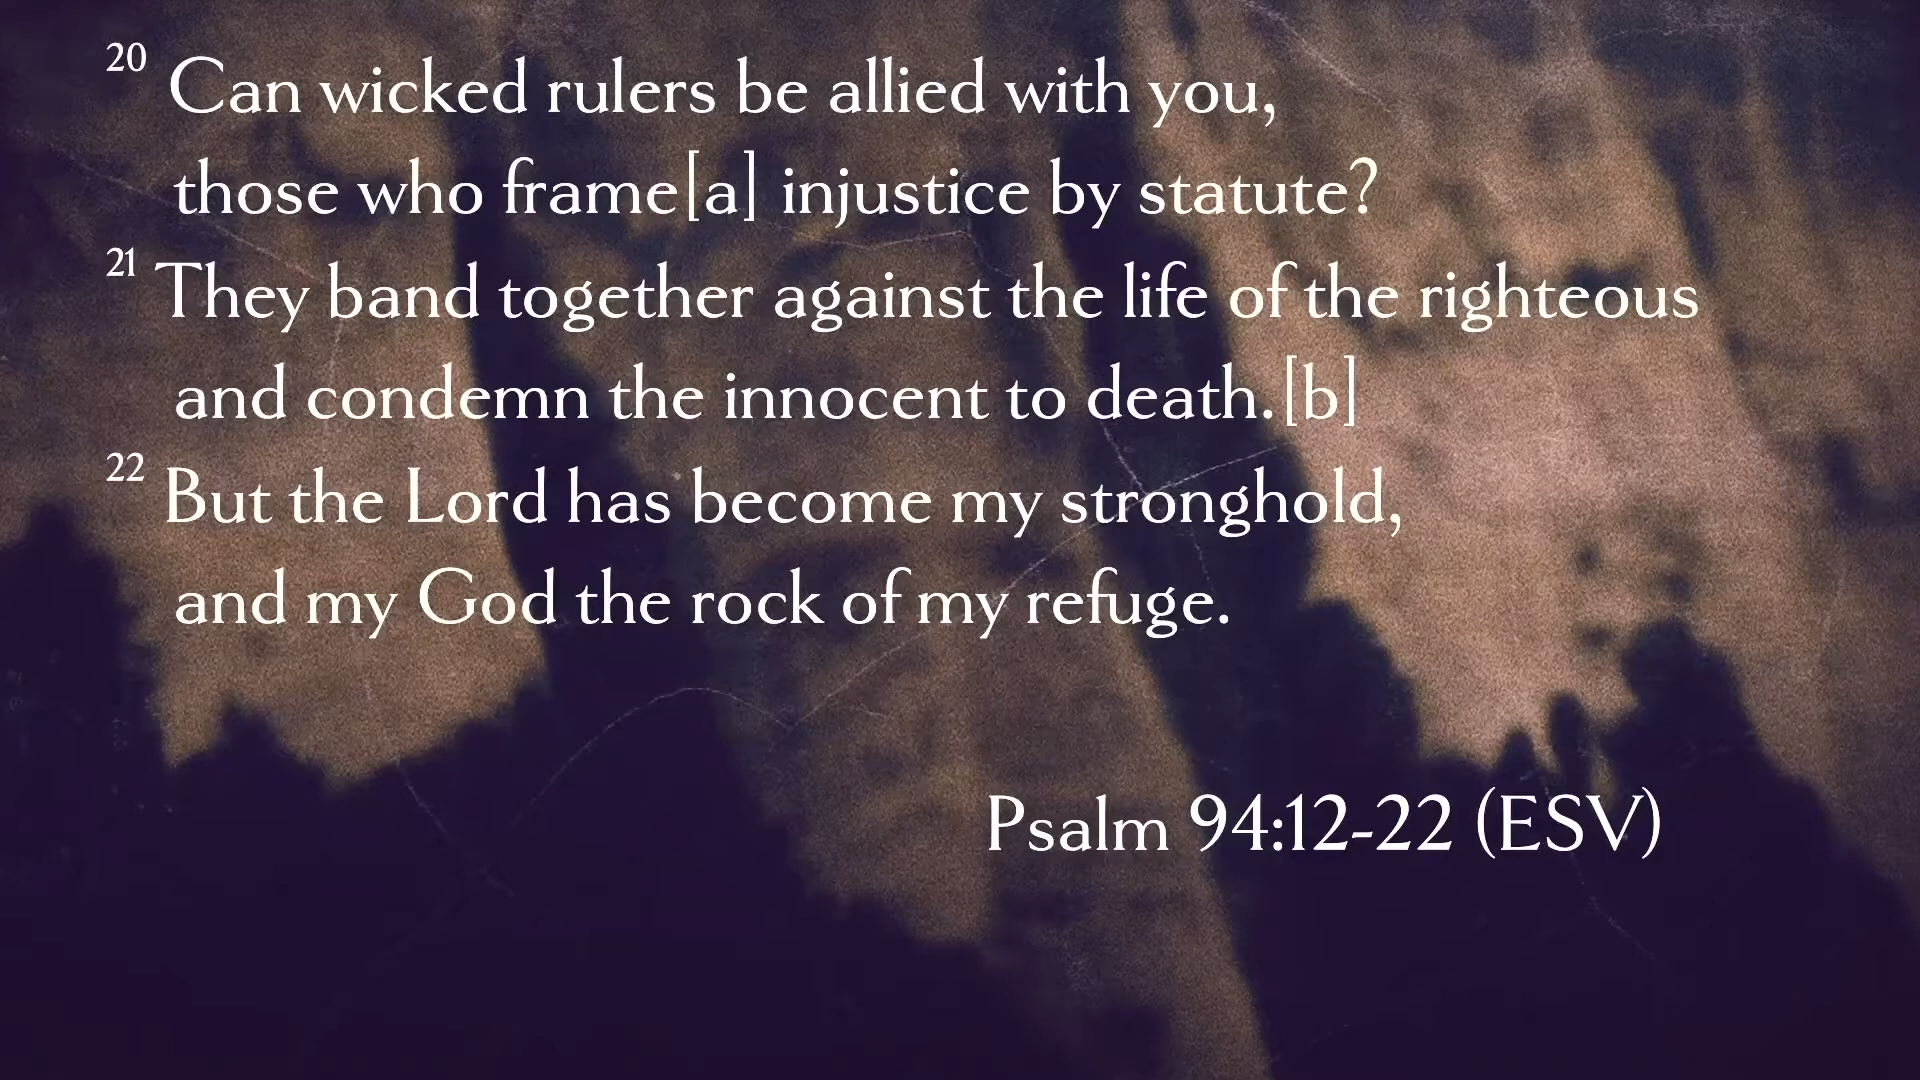 20 Can wicked rulers be allied with you,
those who frame[a] injustice by statute?
21 They band together against the life of the righteous
and condemn the innocent to death.[b]
22 But the Lord has become my stronghold,
and my God the rock of my refuge.
Psalm 94:12-22 (ESV)